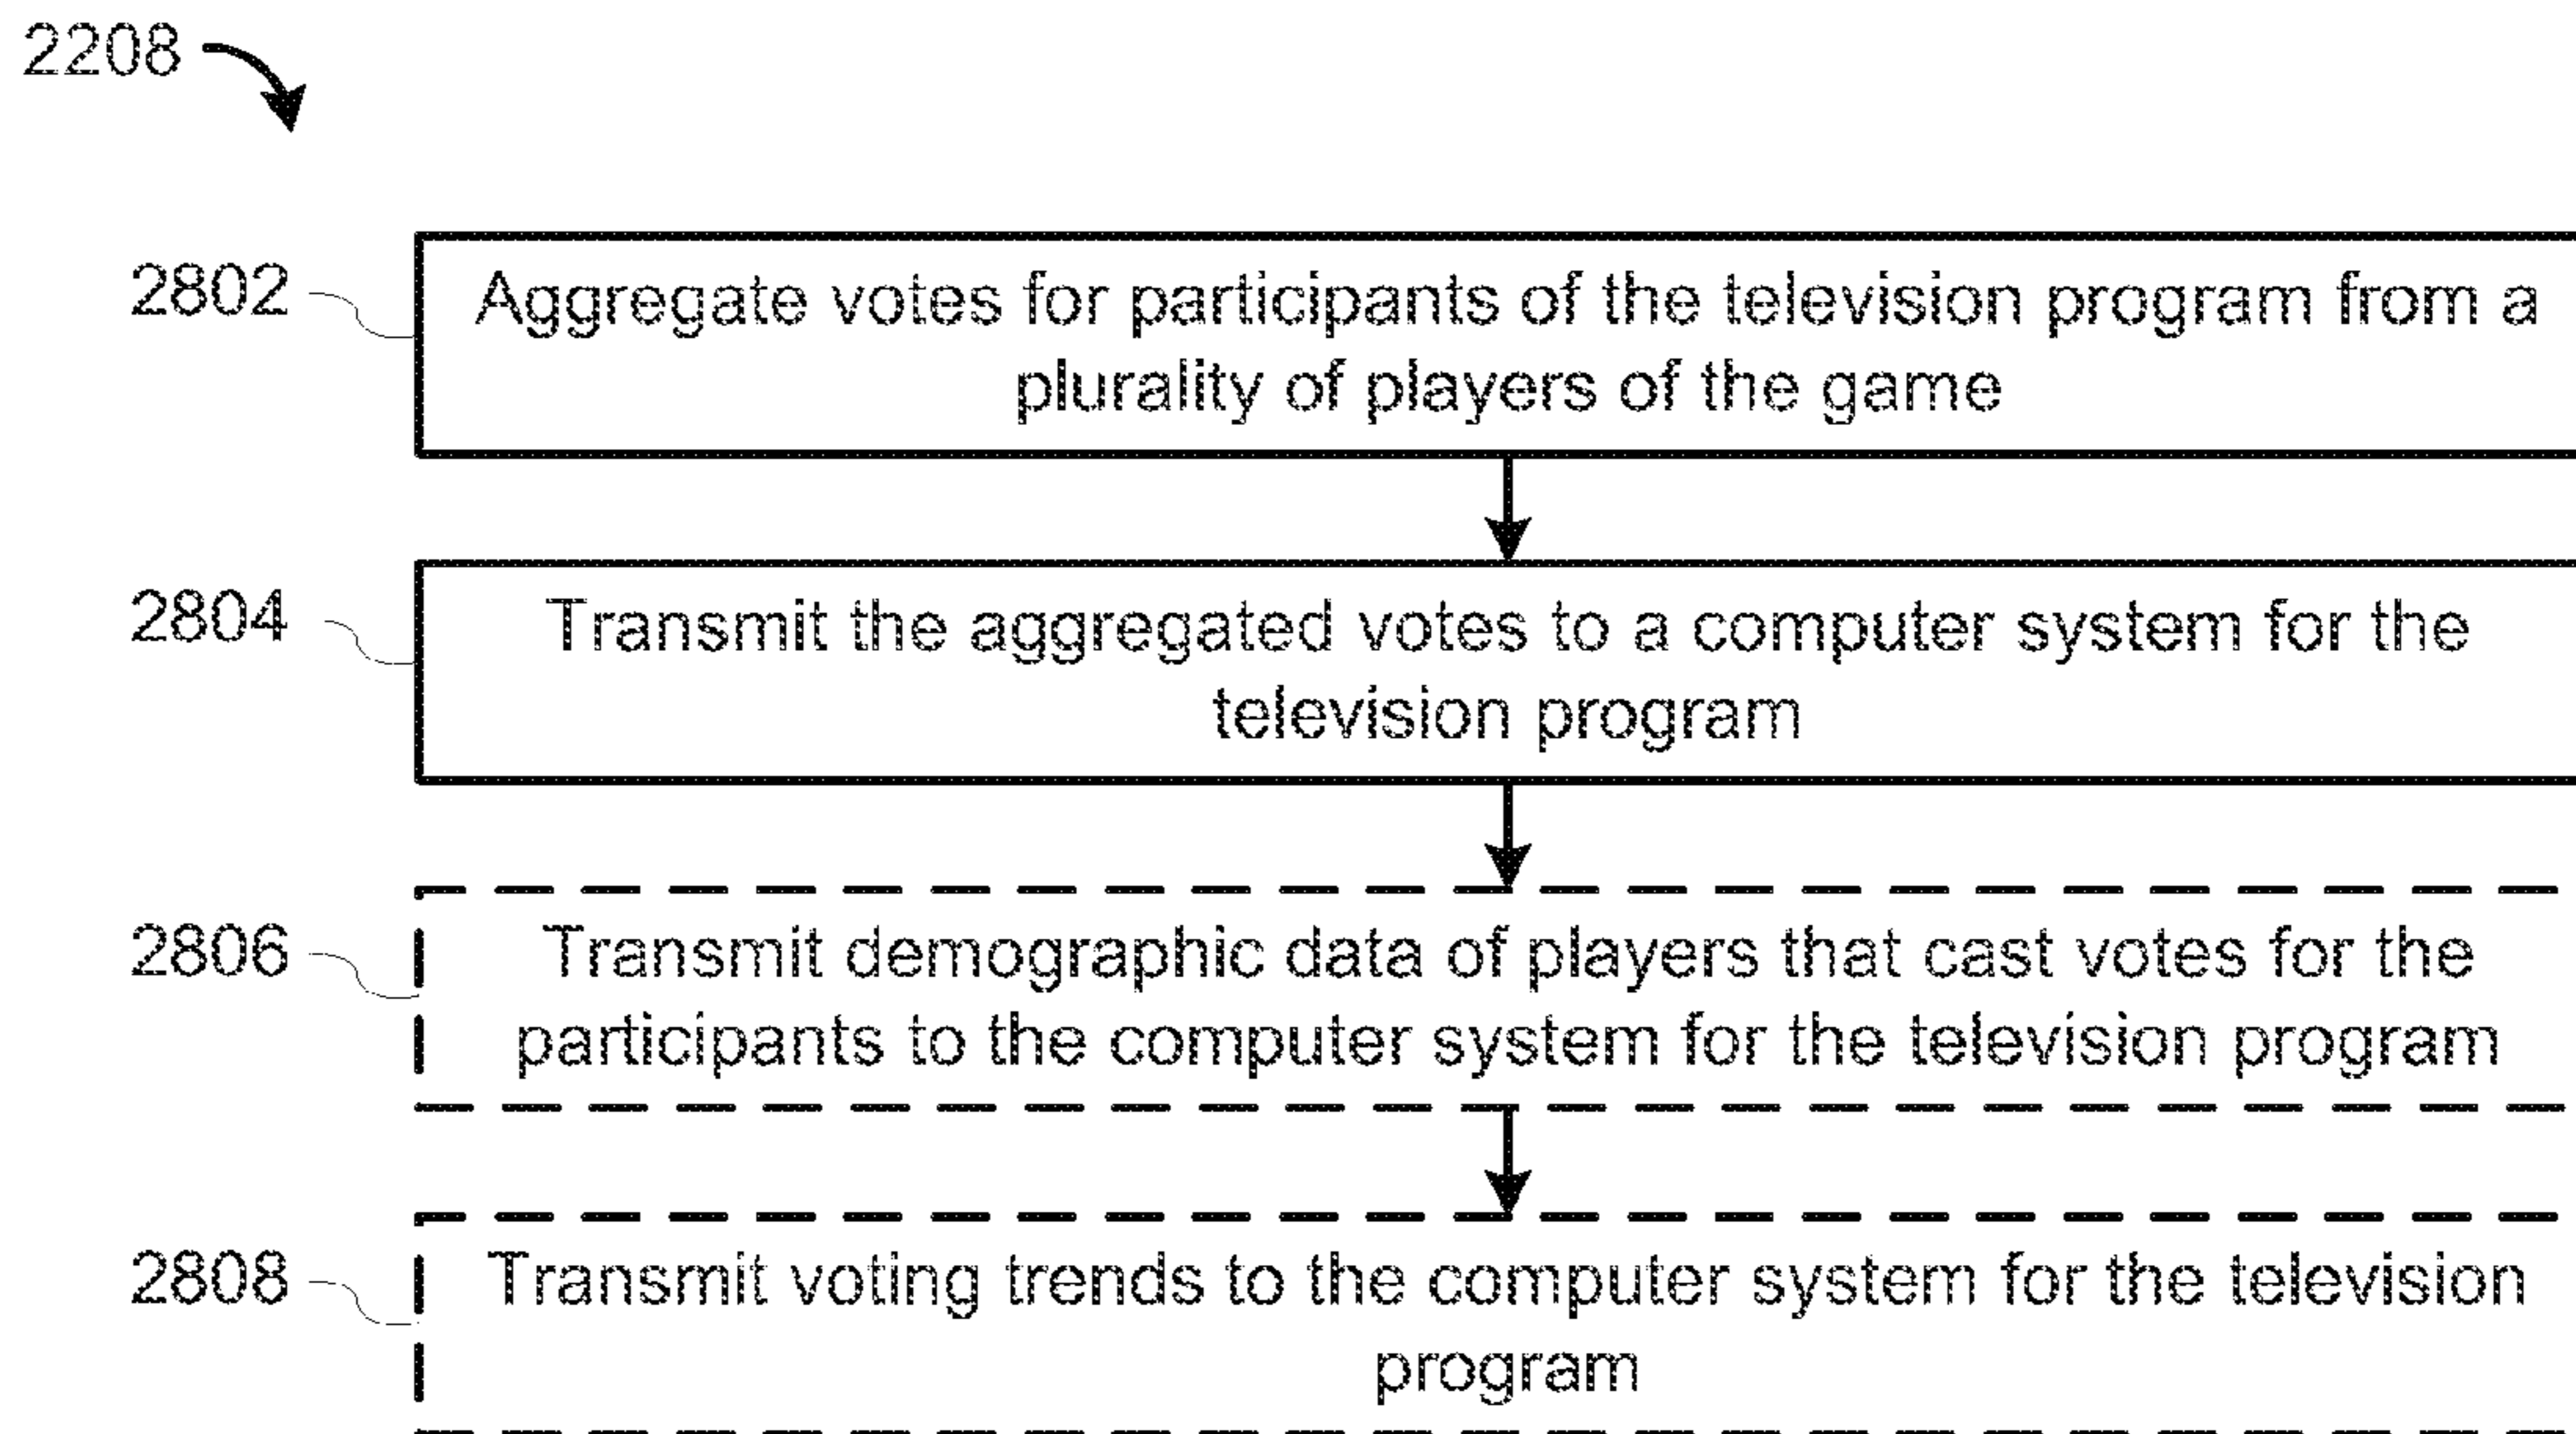 2208
2802
Aggregate votes for participants of the television program from a
plurality of players of the game
2804
Transmit the aggregated votes to a computer system for the
television program
2806
Transmit demographic data of players that cast votes for the
participants to the computer system for the television program
2808
Transmit voting trends to the computer system for the television
program